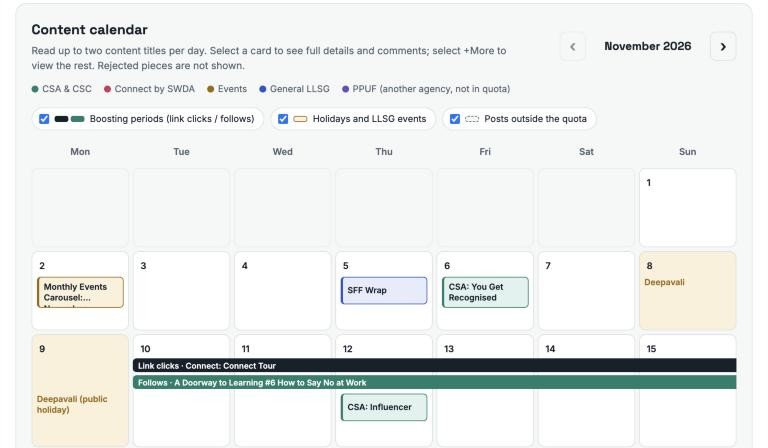 Content calendar
Read up to two content titles per day. Select a card to see full details and comments; select +More to
view the rest. Rejected pieces are not shown.
November 2026
CSA & CSC
Connect by SWDA
Events
General LLSG
PPUF (another agency, not in quota)
Boosting periods (link clicks / follows)
Holidays and LLSG events
Posts outside the quota
Mon
Tue
Wed
Thu
Fri
Sat
Sun
1
2
Monthly Events
Carousel:...
3
4
5
SFF Wrap
6
CSA: You Get
Recognised
7
8
Deepavali
9
Deepavali (public
holiday)
10
11
12
13
14
15
Link clicks · Connect: Connect Tour
Follows · A Doorway to Learning #6 How to Say No at Work
CSA: Influencer